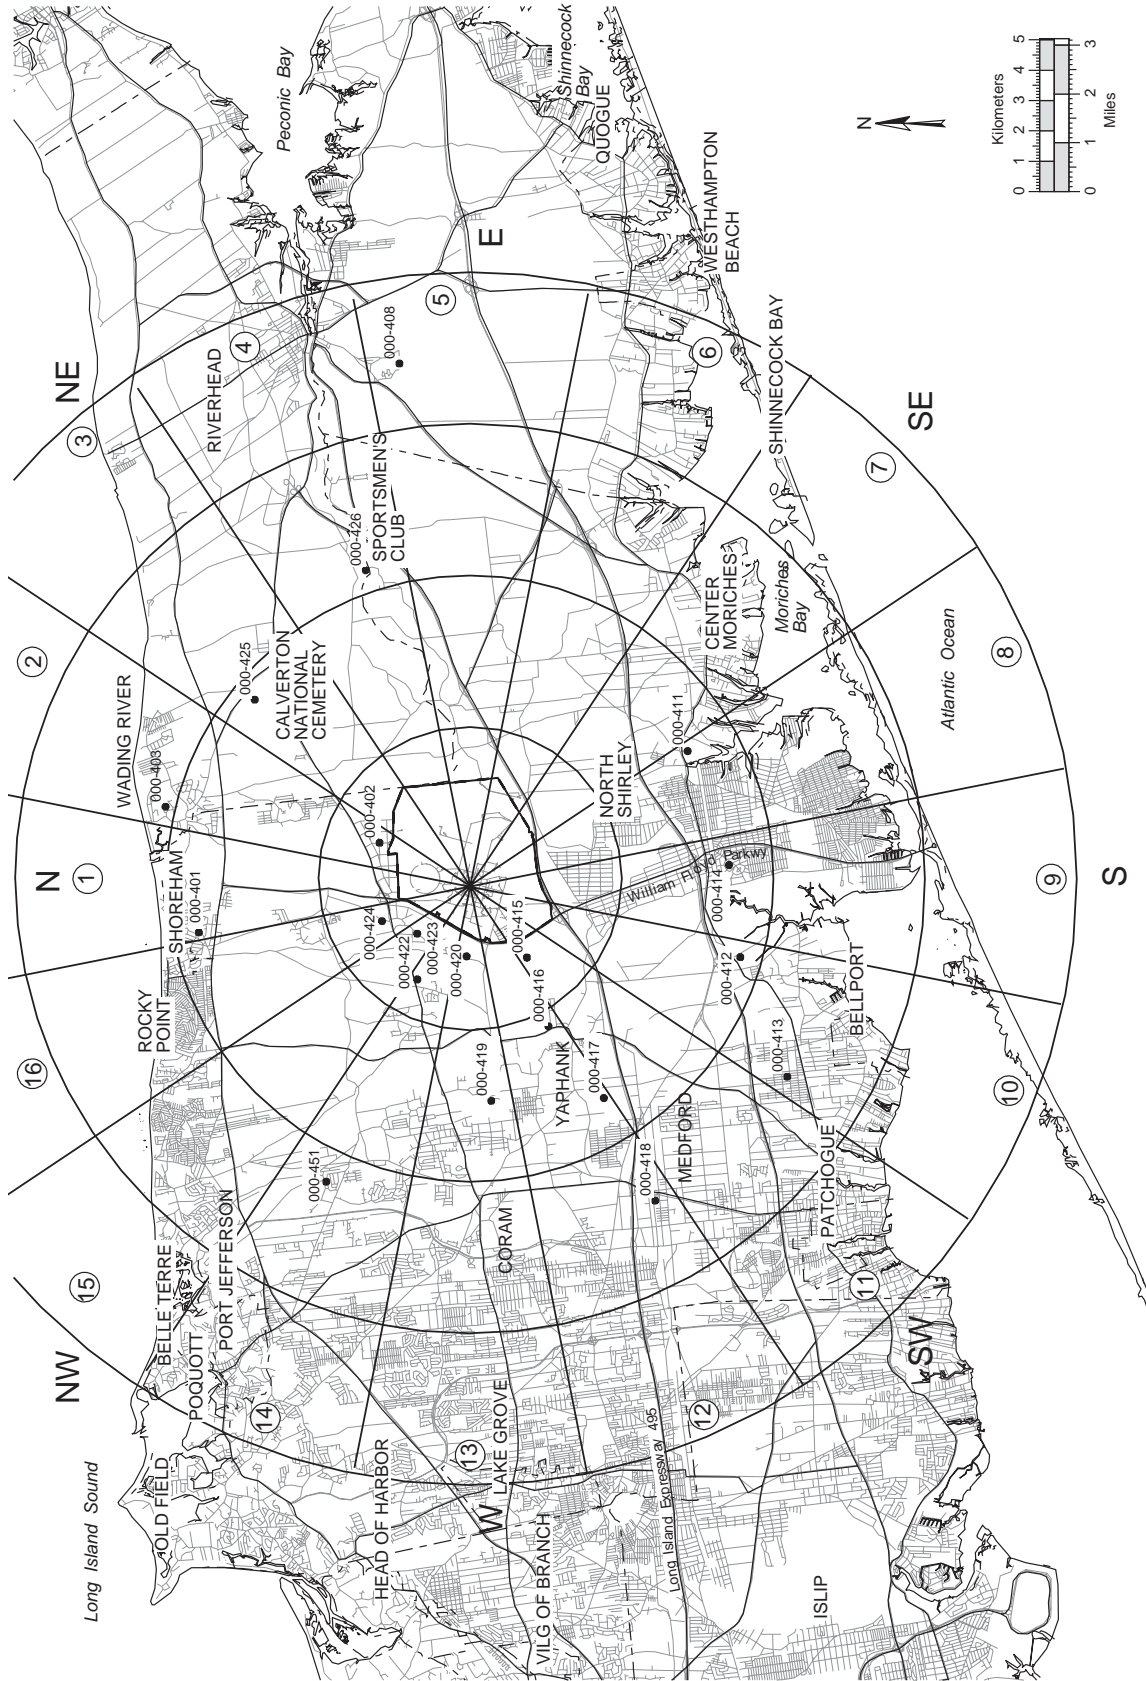 Long Island Sound
OLD FIELD
NW
POQUOTT
BELLE TERRE
PORT JEFFERSON
15
14
16
ROCKY
POINT
N
1
SHOREHAM
000-401
WADING RIVER
000-403
2
NE
3
RIVERHEAD
4
Peconic Bay
HEAD OF HARBOR
000-451
000-424
000-422
000-423
000-420
000-402
000-425
CALVERTON
NATIONAL
CEMETERY
000-426
SPORTSMEN'S
CLUB
000-408
5
E
Shinnecock
Bay
QUOGUE
W
13
LAKE GROVE
VILG OF BRANCH
CORAM
000-419
YAPHANK
000-417
000-416
000-415
NORTH
SHIRLEY
William Floyd Parkwy
Long Island Expressway 495
12
000-418
MEDFORD
000-411
CENTER
MORICHES
6
WESTHAMPTON
BEACH
ISLIP
000-413
000-412
000-414
BELLPORT
PATCHOGUE
11
SW
Moriches
Bay
SHINNECOCK BAY
7
SE
10
9
S
8
Atlantic Ocean
N
Kilometers
0 1 2 3 4 5
0 1 2 3
Miles